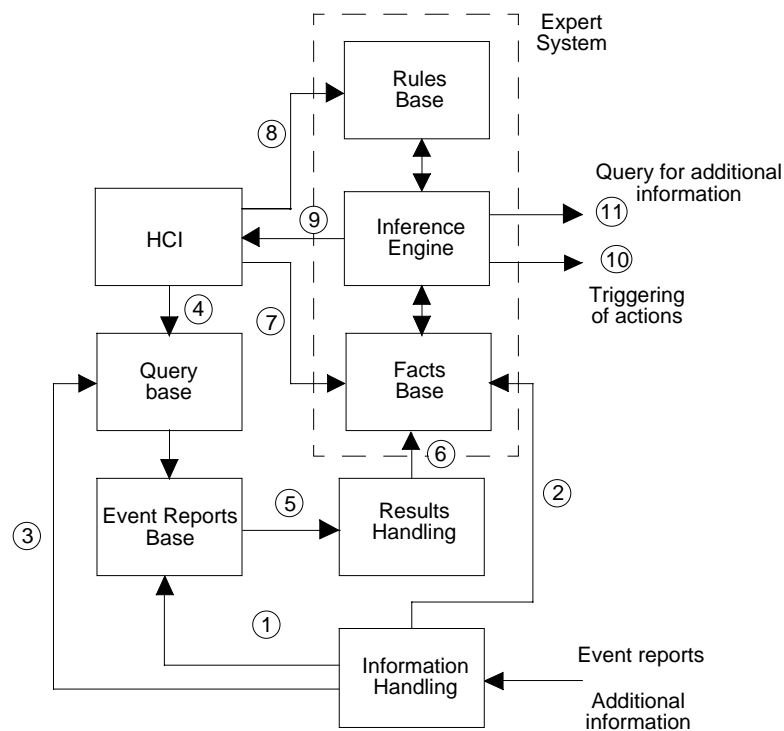 Expert
System
Rules
Base
8
Query for additional
information
11
HCI
9
Inference
Engine
10
Triggering
of actions
4
7
Query
base
Facts
Base
6
2
Event Reports
Base
5
Results
Handling
3
1
Information
Handling
Event reports
Additional
information